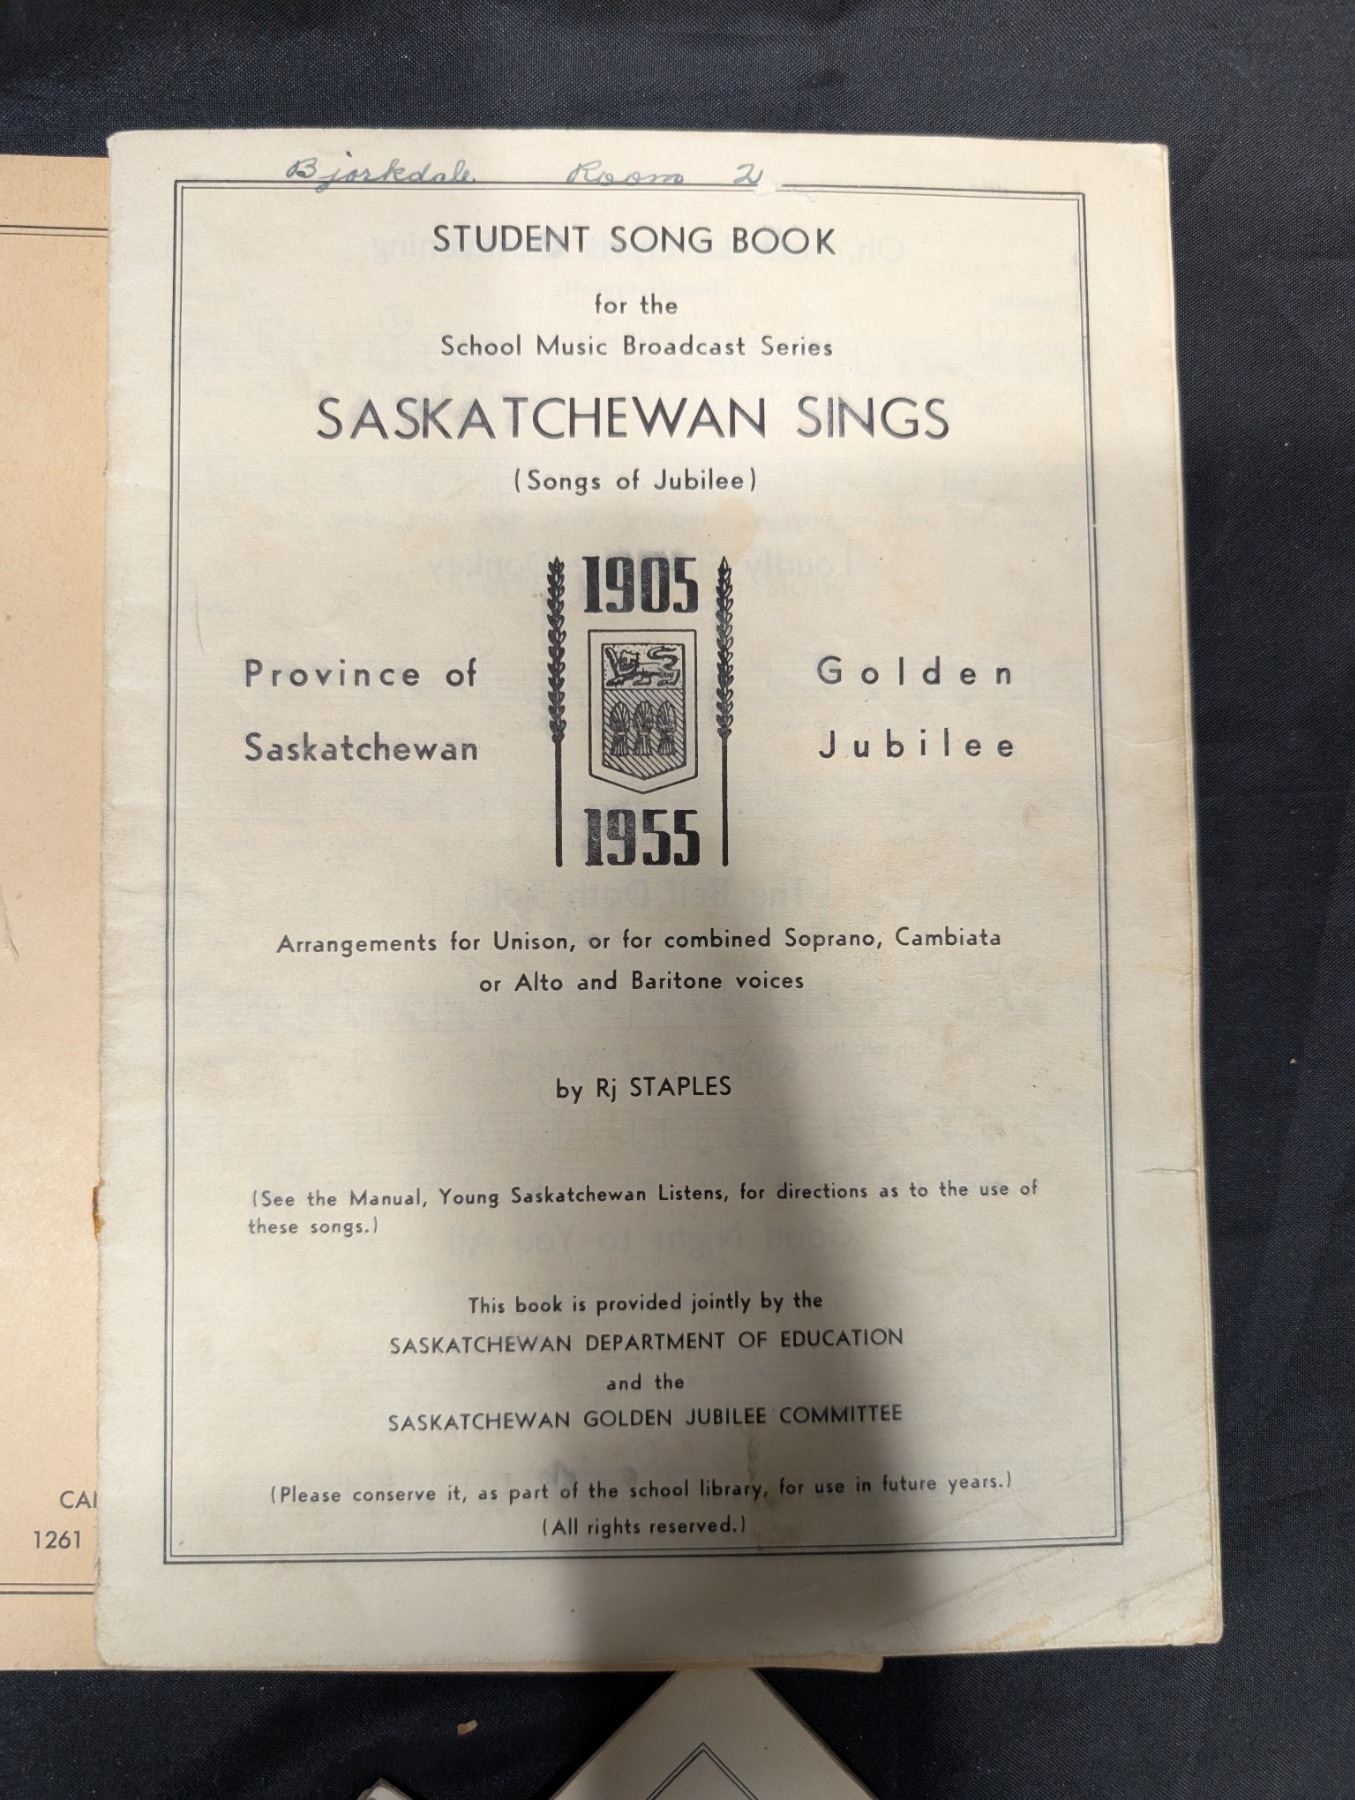 Bjorkdale Room 2
STUDENT SONG BOOK
for the
School Music Broadcast Series
SASKATCHEWAN SINGS
(Songs of Jubilee)
1905
Province of
Saskatchewan
Golden
Jubilee
1955
Arrangements for Unison, or for combined Soprano, Cambiata
or Alto and Baritone voices
by Rj STAPLES
(See the Manual, Young Saskatchewan Listens, for directions as to the use of
these songs.)
This book is provided jointly by the
SASKATCHEWAN DEPARTMENT OF EDUCATION
and the
SASKATCHEWAN GOLDEN JUBILEE COMMITTEE
(Please conserve it, as part of the school library, for use in future years.)
(All rights reserved.)
1261